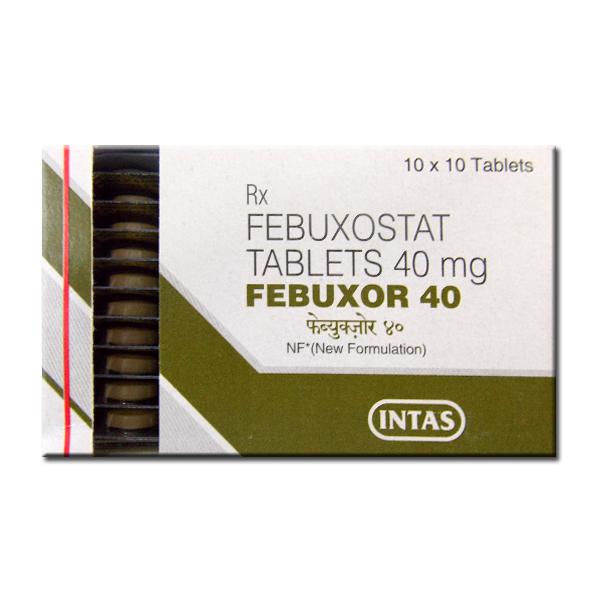 10 x 10 Tablets
Rx
FEBUXOSTAT
TABLETS 40 mg
FEBUXOR 40
फेब्युक्ज़ोर ४०
NF*(New Formulation)
INTAS